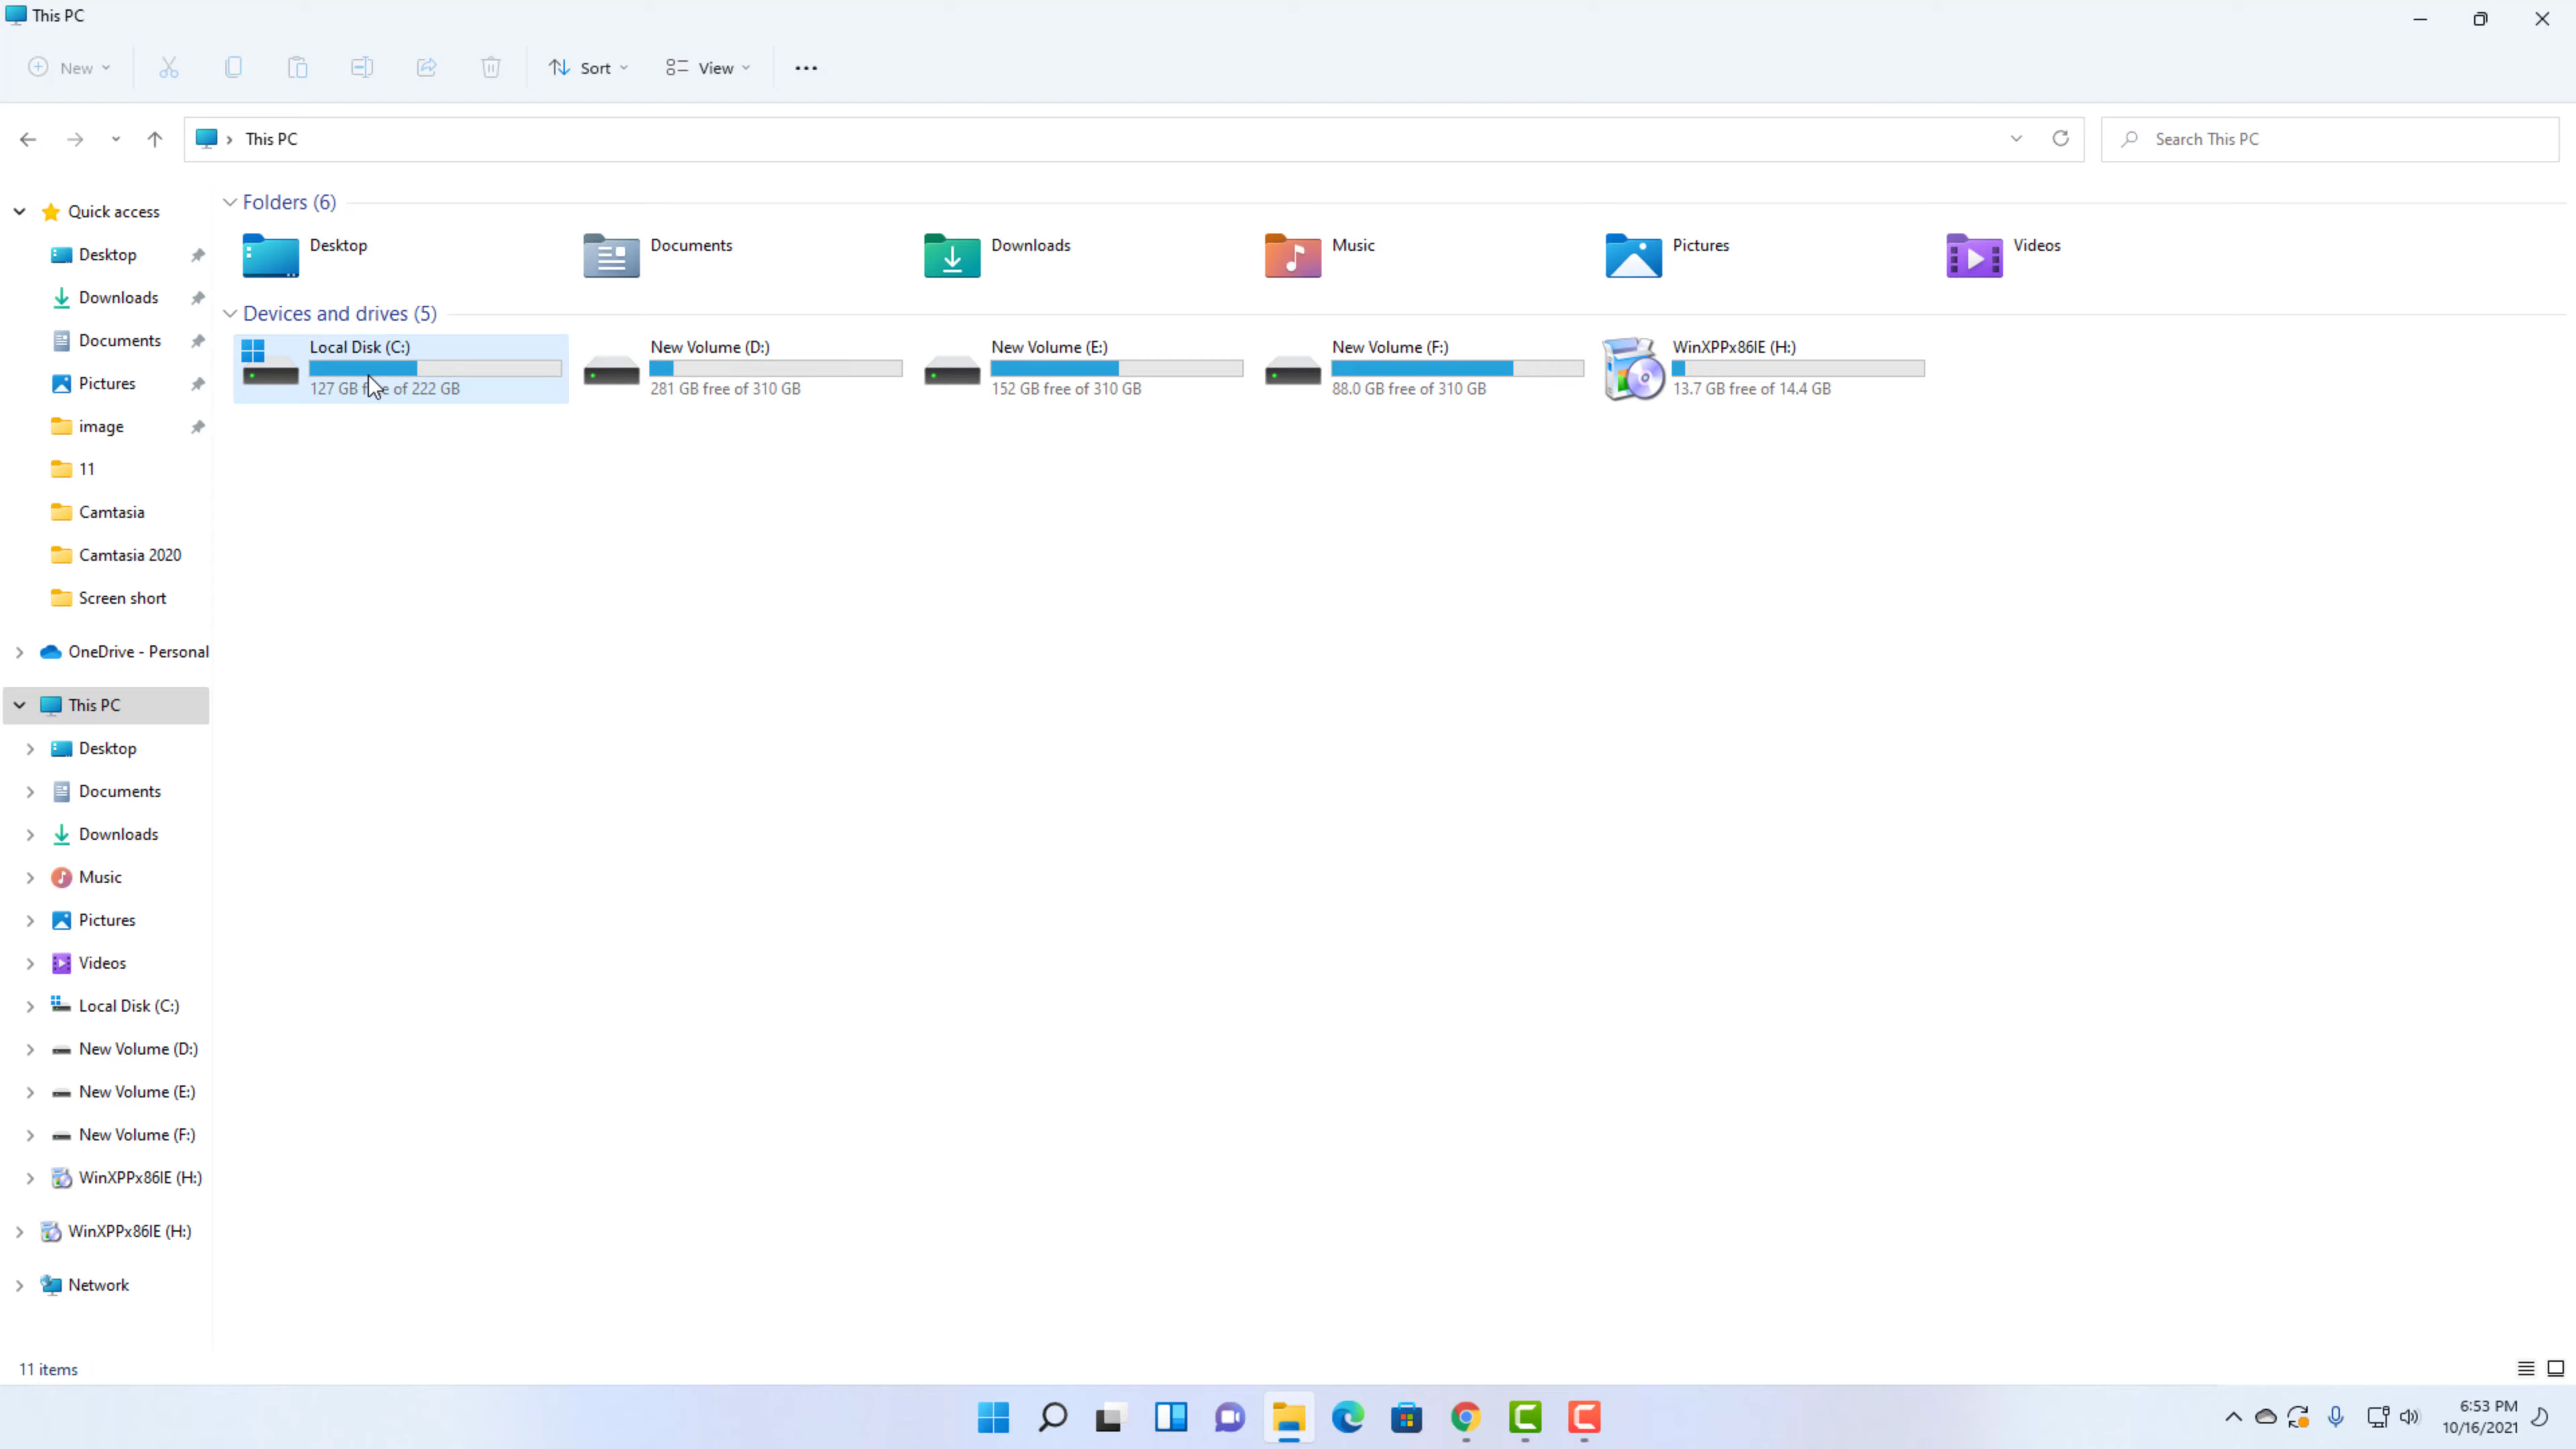 This PC
New
Sort
View
This PC
Search This PC
Quick access
Desktop
Downloads
Documents
Pictures
image
11
Camtasia
Camtasia 2020
Screen short
OneDrive - Personal
This PC
Desktop
Documents
Downloads
Music
Pictures
Videos
Local Disk (C:)
New Volume (D:)
New Volume (E:)
New Volume (F:)
WinXPPx86IE (H:)
WinXPPx86IE (H:)
Network
Folders (6)
Desktop
Documents
Downloads
Music
Pictures
Videos
Devices and drives (5)
Local Disk (C:)
127 GB free of 222 GB
New Volume (D:)
281 GB free of 310 GB
New Volume (E:)
152 GB free of 310 GB
New Volume (F:)
88.0 GB free of 310 GB
WinXPPx86IE (H:)
13.7 GB free of 14.4 GB
11 items
6:53 PM
10/16/2021